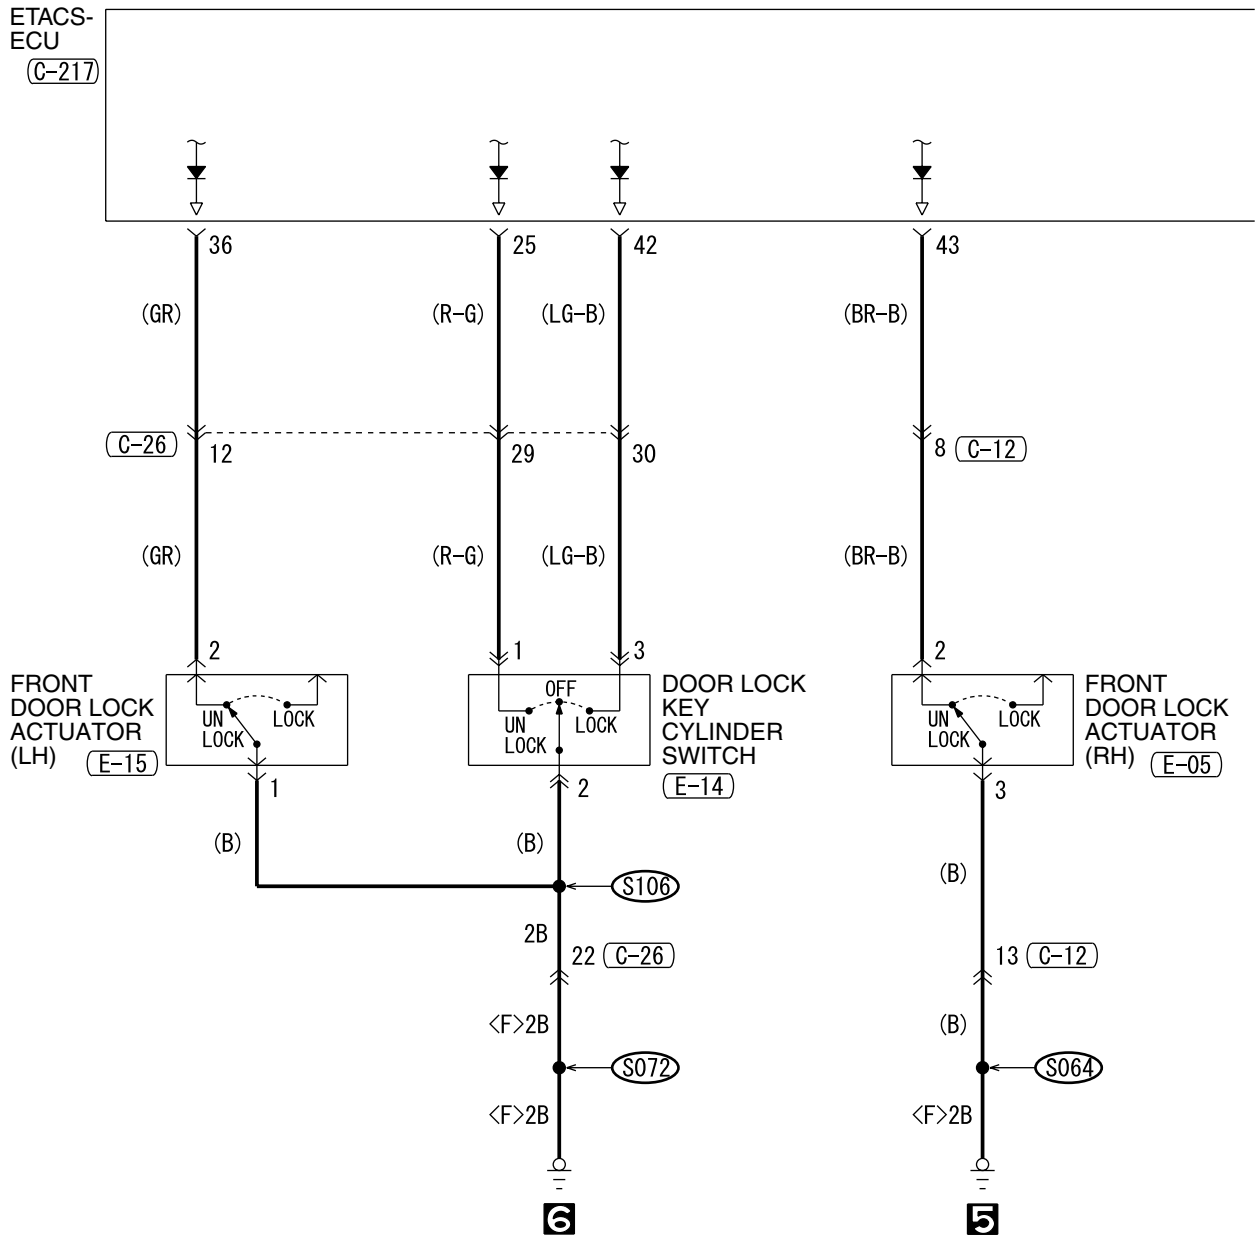 ETACS-
ECU
C-217
36
25
42
43
(GR)
(R-G)
(LG-B)
(BR-B)
C-26
12
29
30
8
C-12
(GR)
(R-G)
(LG-B)
(BR-B)
2
1
3
2
FRONT
DOOR LOCK
ACTUATOR
(LH)
E-15
UN
LOCK
LOCK
OFF
UN
LOCK
LOCK
DOOR LOCK
KEY
CYLINDER
SWITCH
E-14
UN
LOCK
LOCK
FRONT
DOOR LOCK
ACTUATOR
(RH)
E-05
1
2
3
(B)
(B)
(B)
S106
2B
22
C-26
13
C-12
<F>2B
(B)
S072
S064
<F>2B
<F>2B
6
5